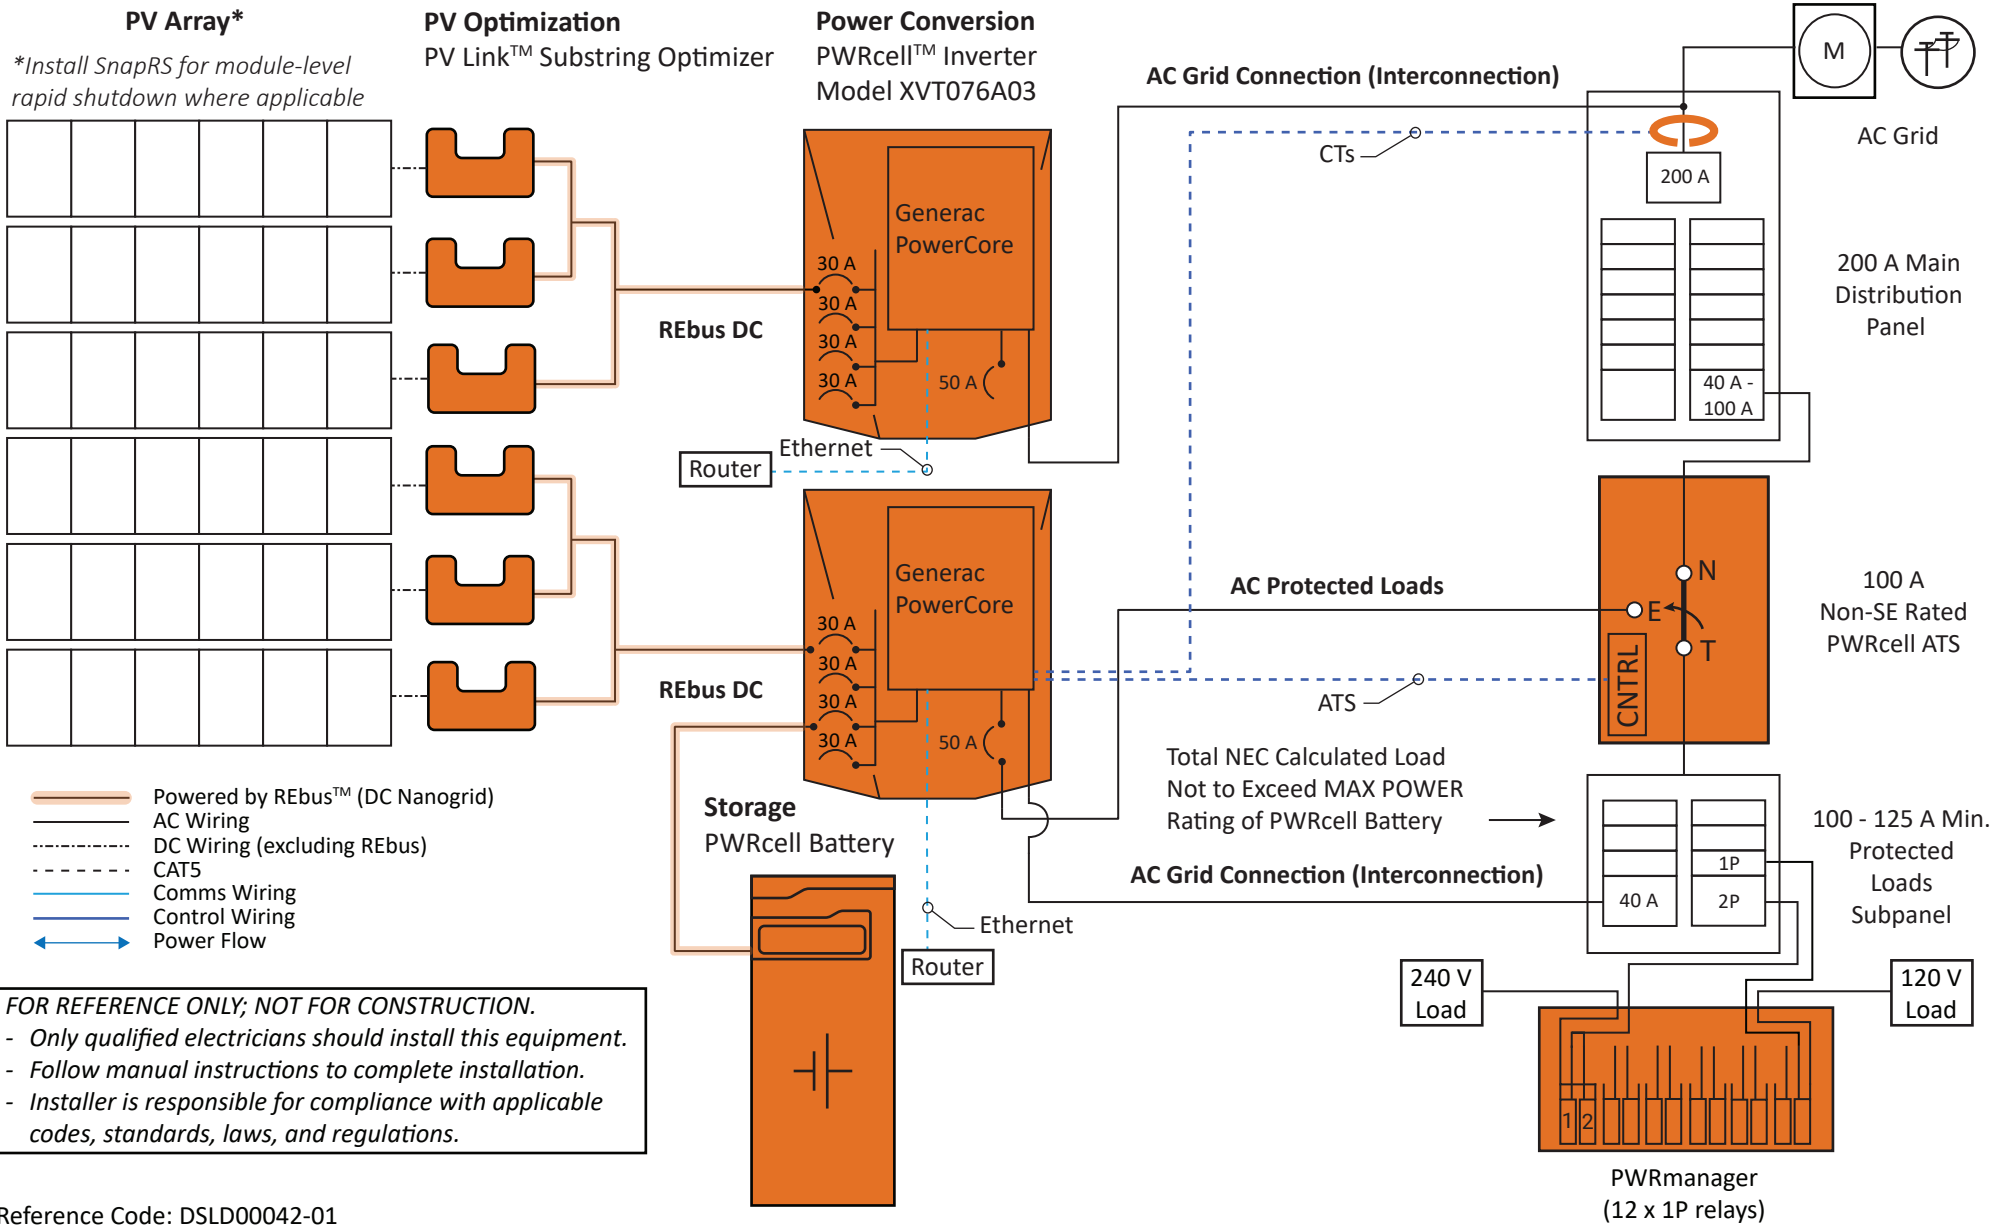 PV Array*
*Install SnapRS for module-level
rapid shutdown where applicable
PV Optimization
PV Link™ Substring Optimizer
Power Conversion
PWRcell™ Inverter
Model XVT076A03
AC Grid Connection (Interconnection)
M
AC Grid
CTs
200 A
Generac
PowerCore
30 A
30 A
30 A
30 A
50 A
REbus DC
200 A Main
Distribution
Panel
40 A -
100 A
Ethernet
Router
Generac
PowerCore
30 A
30 A
30 A
30 A
50 A
REbus DC
AC Protected Loads
N
E
T
CNTRL
100 A
Non-SE Rated
PWRcell ATS
ATS
Total NEC Calculated Load
Not to Exceed MAX POWER
Rating of PWRcell Battery
Powered by REbus™ (DC Nanogrid)
AC Wiring
DC Wiring (excluding REbus)
CAT5
Comms Wiring
Control Wiring
Power Flow
Storage
PWRcell Battery
AC Grid Connection (Interconnection)
Ethernet
Router
1P
40 A
2P
100 - 125 A Min.
Protected
Loads
Subpanel
240 V
Load
120 V
Load
1
2
PWRmanager
(12 x 1P relays)
FOR REFERENCE ONLY; NOT FOR CONSTRUCTION.
- Only qualified electricians should install this equipment.
- Follow manual instructions to complete installation.
- Installer is responsible for compliance with applicable
codes, standards, laws, and regulations.
Reference Code: DSLD00042-01